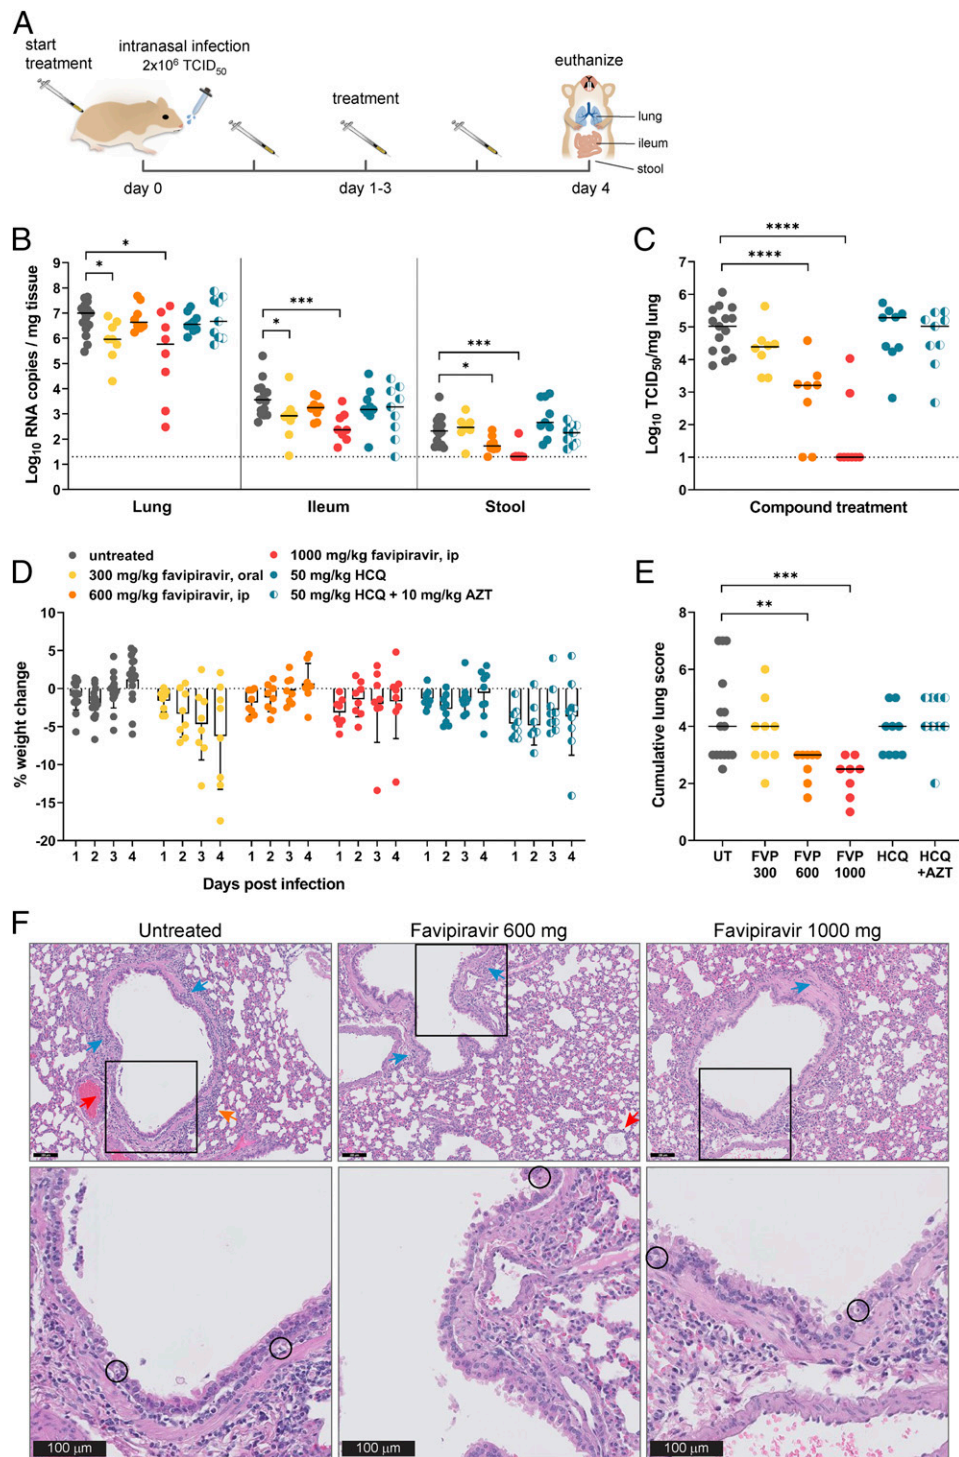 A
start
treatment
intranasal infection
2x10⁶ TCID₅₀
treatment
euthanize
lung
ileum
stool
day 0
day 1-3
day 4
B
Log₁₀ RNA copies / mg tissue
9
8
7
6
5
4
3
2
1
0
*
*
***
*
***
*
Lung
Ileum
Stool
C
Log₁₀ TCID₅₀/mg lung
7
6
5
4
3
2
1
0
****
****
Compound treatment
untreated
300 mg/kg favipiravir, oral
600 mg/kg favipiravir, ip
1000 mg/kg favipiravir, ip
50 mg/kg HCQ
50 mg/kg HCQ + 10 mg/kg AZT
D
% weight change
10
5
0
-5
-10
-15
-20
1 2 3 4 1 2 3 4 1 2 3 4 1 2 3 4 1 2 3 4 1 2 3 4
Days post infection
E
Cumulative lung score
8
6
4
2
0
***
**
UT FVP FVP FVP HCQ HCQ
300 600 1000 +AZT
F
Untreated
Favipiravir 600 mg
Favipiravir 1000 mg
100 µm
100 µm
100 µm